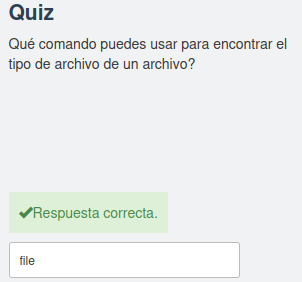 Quiz
Qué comando puedes usar para encontrar el
tipo de archivo de un archivo?
Respuesta correcta.
file